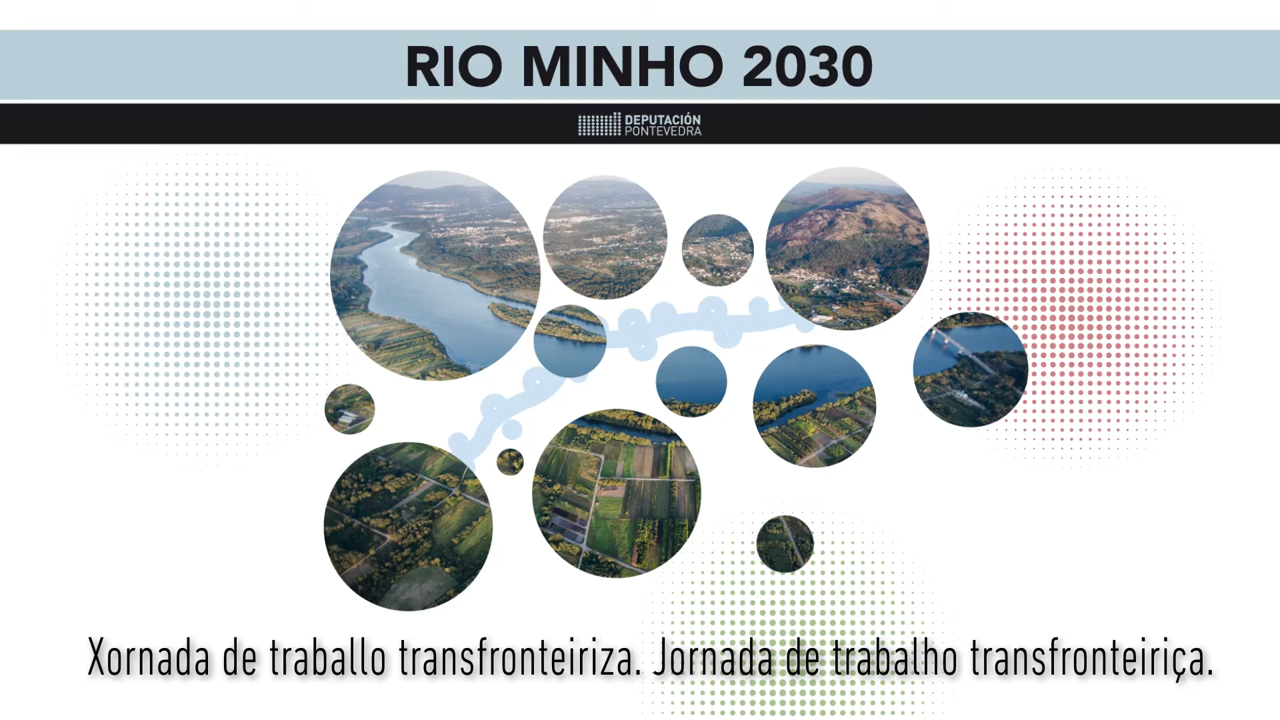 RIO MINHO 2030
DEPUTACIÓN
PONTEVEDRA
Xornada de traballo transfronteiriza. Jornada de trabalho transfronteiriça.